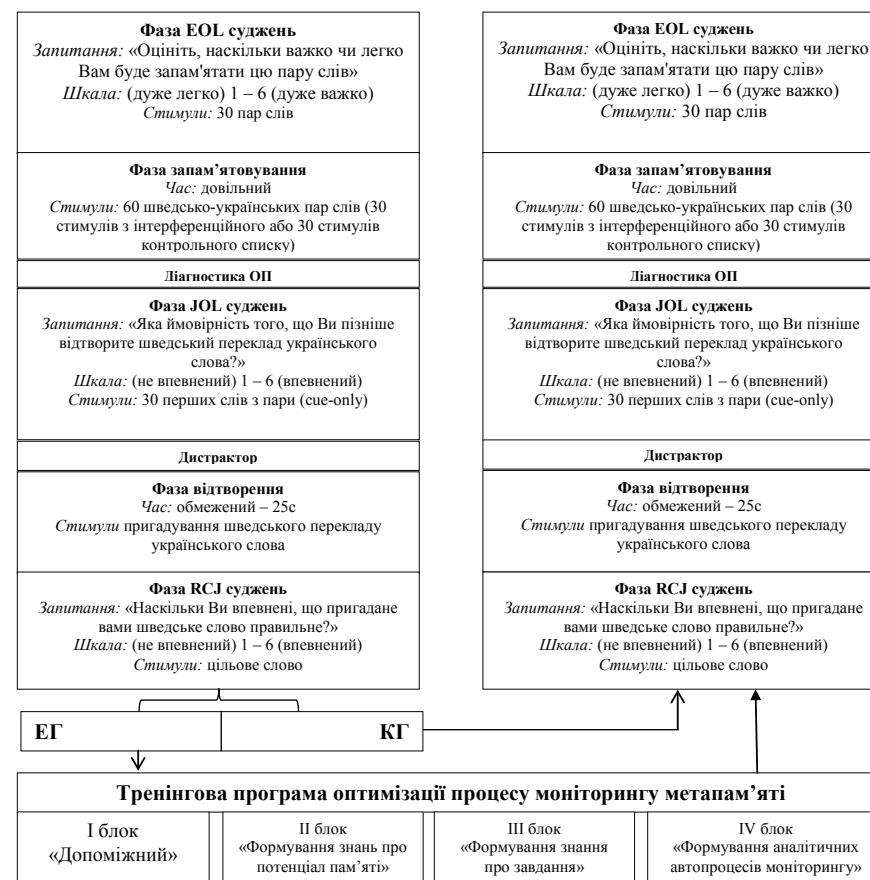 Фаза EOL суджень
Запитання: «Оцініть, наскільки важко чи легко
Вам буде запам'ятати цю пару слів»
Шкала: (дуже легко) 1 – 6 (дуже важко)
Стимули: 30 пар слів
Фаза запам’ятовування
Час: довільний
Стимули: 60 шведсько-українських пар слів (30
стимулів з інтерференційного або 30 стимулів
контрольного списку)
Діагностика ОП
Фаза JOL суджень
Запитання: «Яка ймовірність того, що Ви пізніше
відтворите шведський переклад українського
слова?»
Шкала: (не впевнений) 1 – 6 (впевнений)
Стимули: 30 перших слів з пари (cue-only)
Дистрактор
Фаза відтворення
Час: обмежений – 25с
Стимули пригадування шведського перекладу
українського слова
Фаза RCJ суджень
Запитання: «Наскільки Ви впевнені, що пригадане
вами шведське слово правильне?»
Шкала: (не впевнений) 1 – 6 (впевнений)
Стимули: цільове слово
Фаза EOL суджень
Запитання: «Оцініть, наскільки важко чи легко
Вам буде запам'ятати цю пару слів»
Шкала: (дуже легко) 1 – 6 (дуже важко)
Стимули: 30 пар слів
Фаза запам’ятовування
Час: довільний
Стимули: 60 шведсько-українських пар слів (30
стимулів з інтерференційного або 30 стимулів
контрольного списку)
Діагностика ОП
Фаза JOL суджень
Запитання: «Яка ймовірність того, що Ви пізніше
відтворите шведський переклад українського
слова?»
Шкала: (не впевнений) 1 – 6 (впевнений)
Стимули: 30 перших слів з пари (cue-only)
Дистрактор
Фаза відтворення
Час: обмежений – 25с
Стимули пригадування шведського перекладу
українського слова
Фаза RCJ суджень
Запитання: «Наскільки Ви впевнені, що пригадане
вами шведське слово правильне?»
Шкала: (не впевнений) 1 – 6 (впевнений)
Стимули: цільове слово
ЕГ
КГ
Тренінгова програма оптимізації процесу моніторингу метапам’яті
І блок
«Допоміжний»
ІІ блок
«Формування знань про
потенціал пам’яті»
ІІІ блок
«Формування знання
про завдання»
IV блок
«Формування аналітичних
автопроцесів моніторингу»